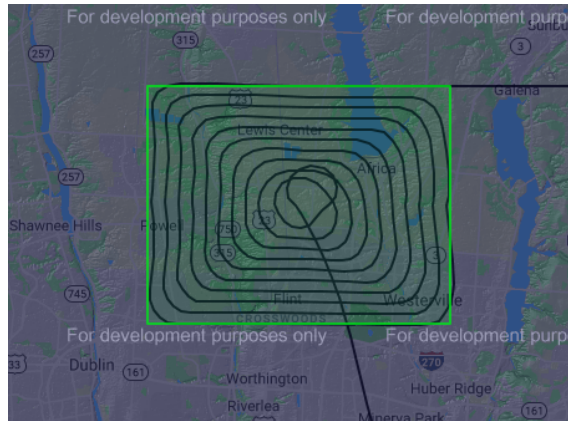 For development purposes only
For development purp
Sunbu
315
3
257
23
Galena
Lewis Center
Africa
257
Shawnee Hills
Powell
750
23
315
3
745
Flint
Westerville
CROSSWOODS
For development purposes only
For development purp
33
Dublin
161
270
Worthington
Huber Ridge
Riverlea
161
Minerva Park